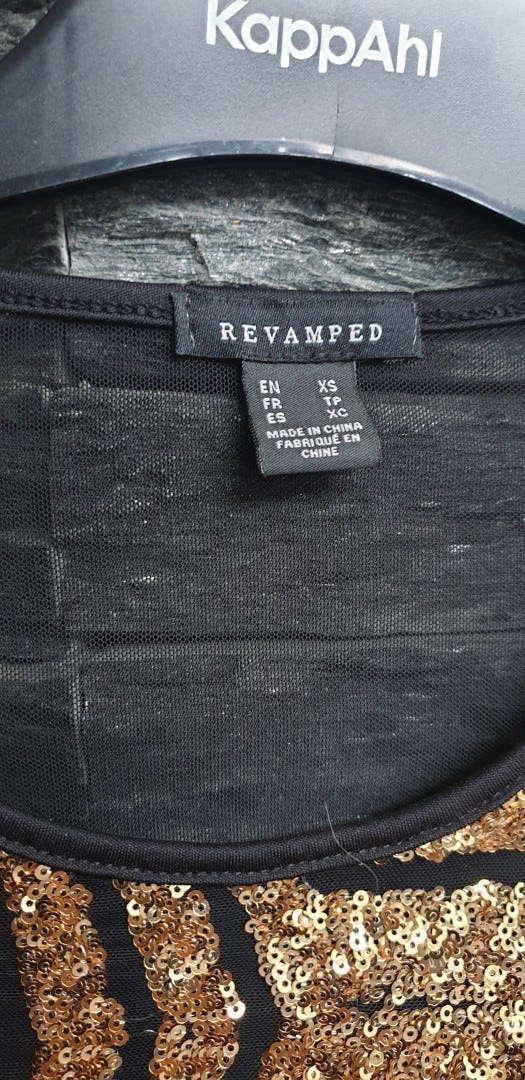 KappAhl
REVAMPED
EN XS
FR TP
ES XC
MADE IN CHINA
FABRIQUÉ EN
CHINE